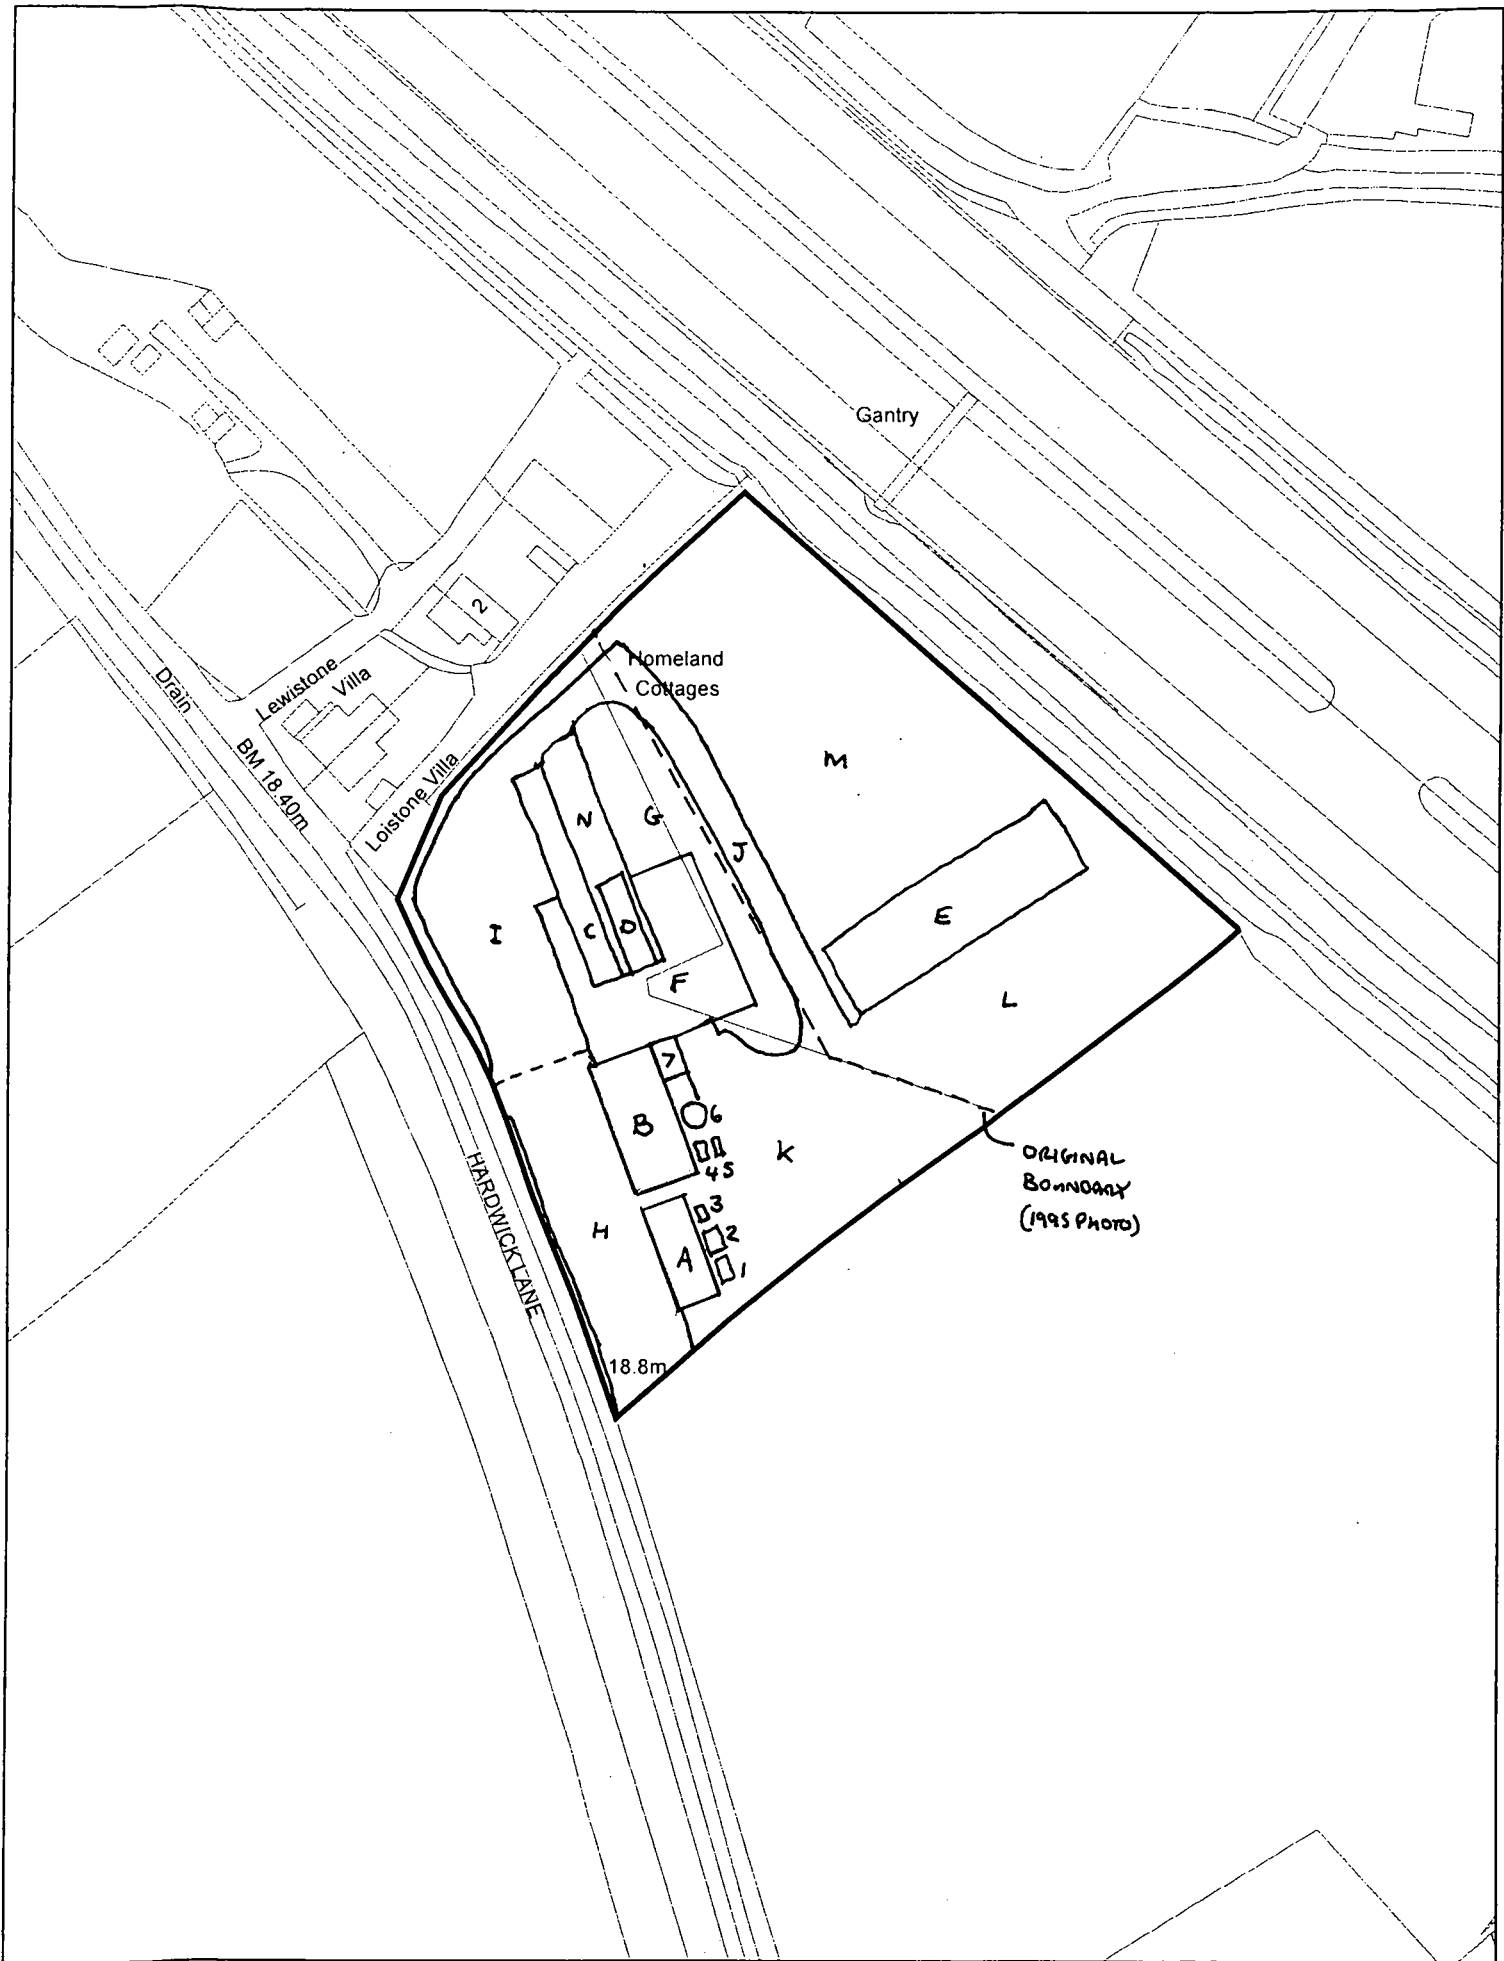 Gantry
2
Homeland
Cottages
Lewistone
Villa
Drain
BM 18.40m
Loistone Villa
M
N
G
J
E
I
C
D
F
L
7
B
6
K
4 5
ORIGINAL
BOUNDARY
(1995 PHOTO)
3
H
2
A
1
HARDWICK LANE
18.8m